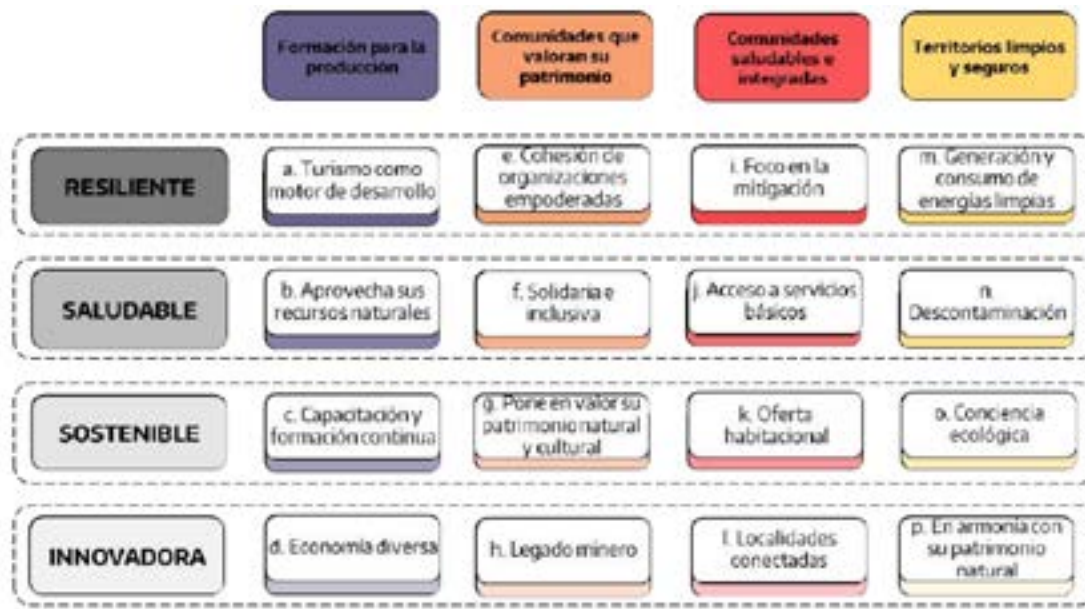 Formación para la
producción
Comunidades que
valoran su
patrimonio
Comunidades
saludables e
integradas
Territorios limpios
y seguros
RESILIENTE
a. Turismo como
motor de desarrollo
e. Cohesión de
organizaciones
empoderadas
i. Foco en la
mitigación
m. Generación y
consumo de
energías limpias
SALUDABLE
b. Aprovecha sus
recursos naturales
f. Solidaria e
inclusiva
j. Acceso a servicios
básicos
n.
Descontaminación
SOSTENIBLE
c. Capacitación y
formación continua
g. Pone en valor su
patrimonio natural
y cultural
k. Oferta
habitacional
o. Conciencia
ecológica
INNOVADORA
d. Economía diversa
h. Legado minero
l. Localidades
conectadas
p. En armonía con
su patrimonio
natural